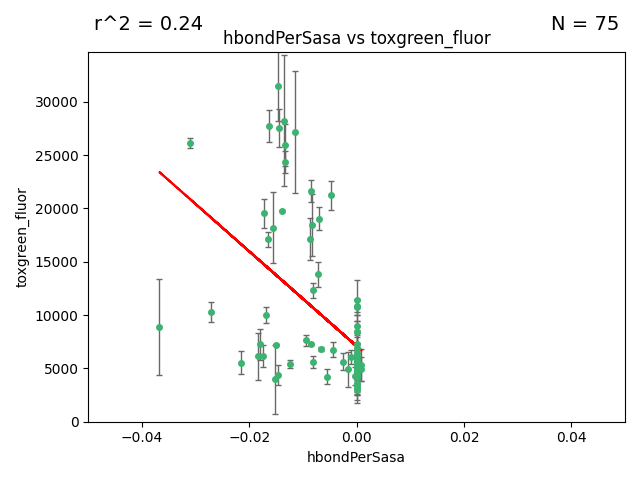 r^2 = 0.24
N = 75
hbondPerSasa vs toxgreen_fluor
30000
25000
20000
15000
10000
5000
0
toxgreen_fluor
−0.04
−0.02
0.00
0.02
0.04
hbondPerSasa